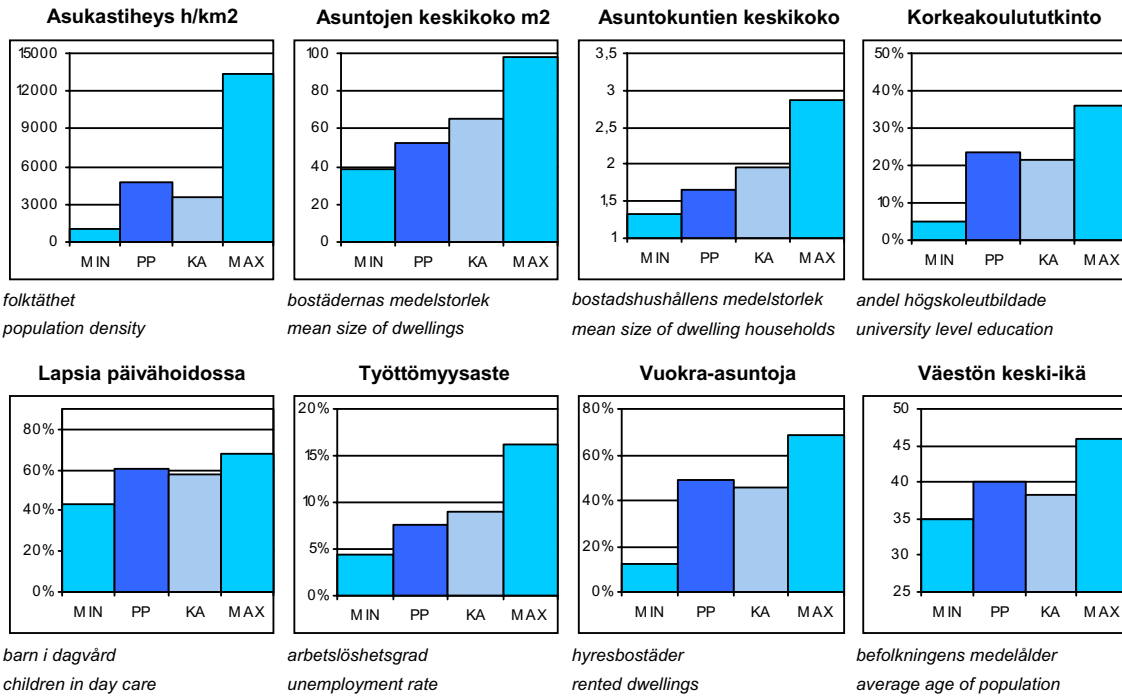 Asukastiheys h/km2
15000
12000
9000
6000
3000
0
MIN PP KA MAX
folktäthet
population density
Asuntojen keskikoko m2
100
80
60
40
20
0
MIN PP KA MAX
bostädernas medelstorlek
mean size of dwellings
Asuntokuntien keskikoko
3,5
3
2,5
2
1,5
1
MIN PP KA MAX
bostadshushållens medelstorlek
mean size of dwelling households
Korkeakoulututkinto
50%
40%
30%
20%
10%
0%
MIN PP KA MAX
andel högskoleutbildade
university level education
Lapsia päivähoidossa
80%
60%
40%
20%
0%
MIN PP KA MAX
barn i dagvård
children in day care
Työttömyysaste
20%
15%
10%
5%
0%
MIN PP KA MAX
arbetslöshetsgrad
unemployment rate
Vuokra-asuntoja
80%
60%
40%
20%
0%
MIN PP KA MAX
hyresbostäder
rented dwellings
Väestön keski-ikä
50
45
40
35
30
25
MIN PP KA MAX
befolkningens medelålder
average age of population